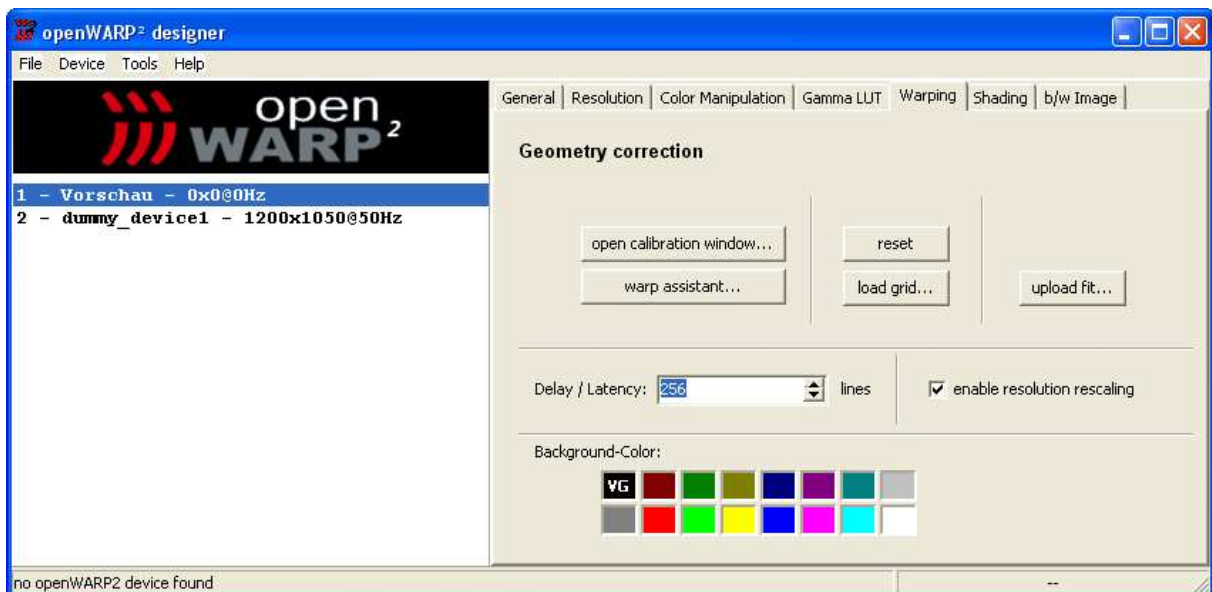 openWARP² designer
File Device Tools Help
open
WARP²
1 - Vorschau - 0x0@0Hz
2 - dummy_device1 - 1200x1050@50Hz
General Resolution Color Manipulation Gamma LUT Warping Shading b/w Image
Geometry correction
open calibration window... reset
warp assistant... load grid... upload fit...
Delay / Latency: 256 lines enable resolution rescaling
Background-Color:
VG
no openWARP2 device found --